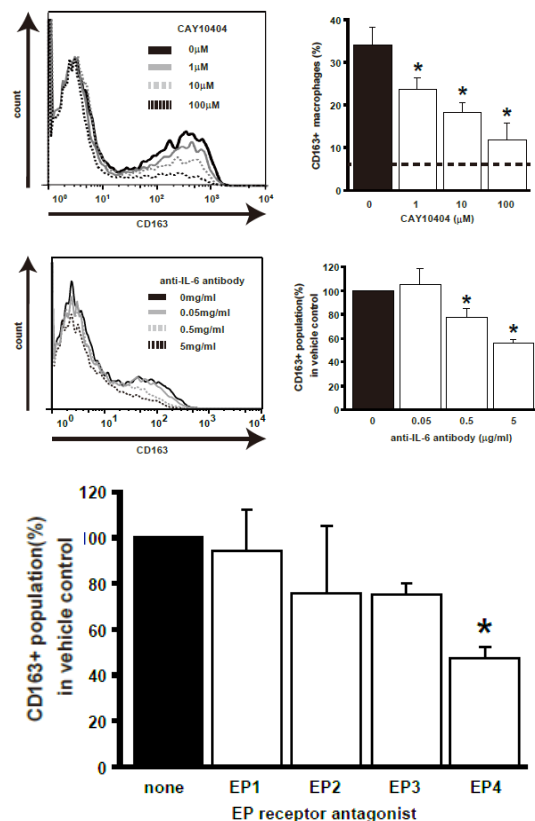 CAY10404
0μM
1μM
10μM
100μM
count
10⁰ 10¹ 10² 10³ 10⁴
CD163
CD163+ macrophages (%)
40
30
20
10
0
* * *
0 1 10 100
CAY10404 (μM)
anti-IL-6 antibody
0mg/ml
0.05mg/ml
0.5mg/ml
5mg/ml
count
10⁰ 10¹ 10² 10³ 10⁴
CD163
CD163+ population(%)
in vehicle control
120
100
80
60
40
20
0
* *
0 0.05 0.5 5
anti-IL-6 antibody (μg/ml)
CD163+ population(%)
in vehicle control
120
100
80
60
40
20
0
*
none EP1 EP2 EP3 EP4
EP receptor antagonist